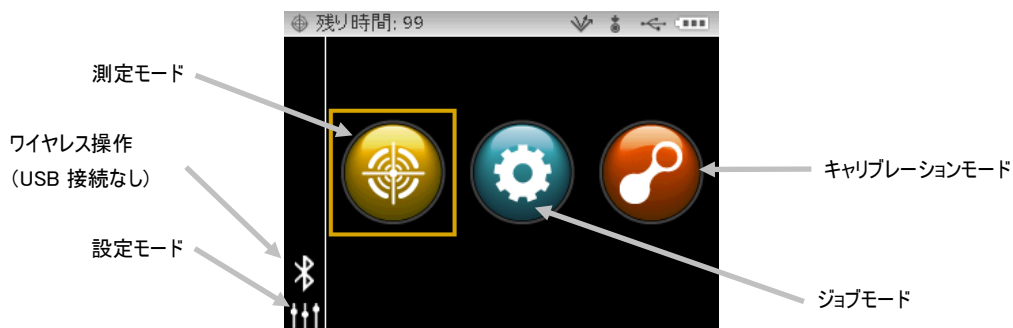 残り時間: 99
測定モード
ワイヤレス操作
（USB 接続なし）
設定モード
キャリブレーションモード
ジョブモード